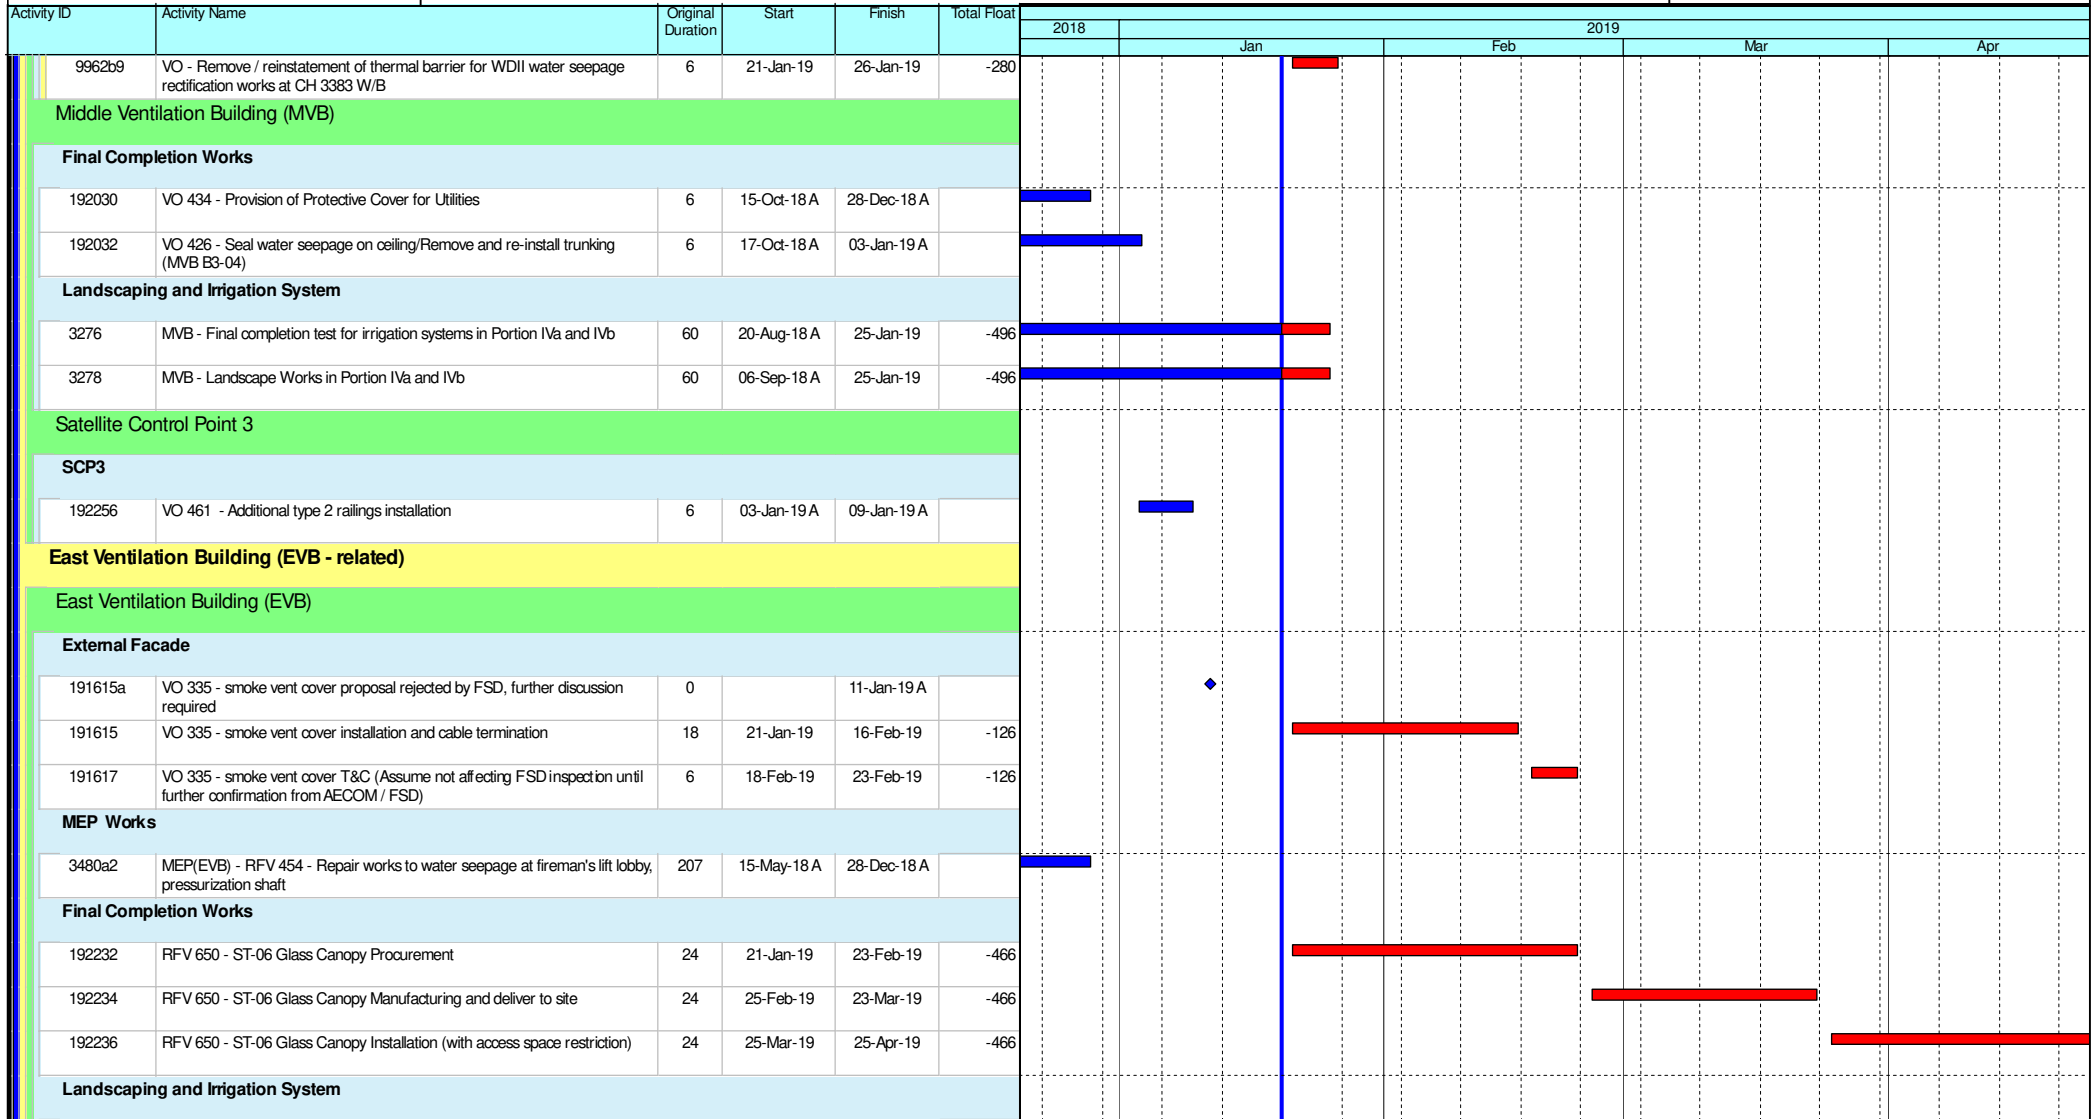 Activity ID Activity Name Original Duration Start Finish Total Float
2018 2019
Jan Feb Mar Apr
9962b9 VO - Remove / reinstatement of thermal barrier for WDII water seepage 6 21-Jan-19 26-Jan-19 -280
rectification works at CH 3383 W/B
Middle Ventilation Building (MVB)
Final Completion Works
192030 VO 434 - Provision of Protective Cover for Utilities 6 15-Oct-18 A 28-Dec-18 A
192032 VO 426 - Seal water seepage on ceiling/Remove and re-install trunking 6 17-Oct-18 A 03-Jan-19 A
(MVB B3-04)
Landscaping and Irrigation System
3276 MVB - Final completion test for irrigation systems in Portion IVa and IVb 60 20-Aug-18 A 25-Jan-19 -496
3278 MVB - Landscape Works in Portion IVa and IVb 60 06-Sep-18 A 25-Jan-19 -496
Satellite Control Point 3
SCP3
192256 VO 461 - Additional type 2 railings installation 6 03-Jan-19 A 09-Jan-19 A
East Ventilation Building (EVB - related)
East Ventilation Building (EVB)
External Facade
191615a VO 335 - smoke vent cover proposal rejected by FSD, further discussion 0 11-Jan-19 A
required
191615 VO 335 - smoke vent cover installation and cable termination 18 21-Jan-19 16-Feb-19 -126
191617 VO 335 - smoke vent cover T&C (Assume not affecting FSD inspection until 6 18-Feb-19 23-Feb-19 -126
further confirmation from AECOM / FSD)
MEP Works
3480a2 MEP(EVB) - RFV 454 - Repair works to water seepage at fireman's lift lobby, 207 15-May-18 A 28-Dec-18 A
pressurization shaft
Final Completion Works
192232 RFV 650 - ST-06 Glass Canopy Procurement 24 21-Jan-19 23-Feb-19 -466
192234 RFV 650 - ST-06 Glass Canopy Manufacturing and deliver to site 24 25-Feb-19 23-Mar-19 -466
192236 RFV 650 - ST-06 Glass Canopy Installation (with access space restriction) 24 25-Mar-19 25-Apr-19 -466
Landscaping and Irrigation System